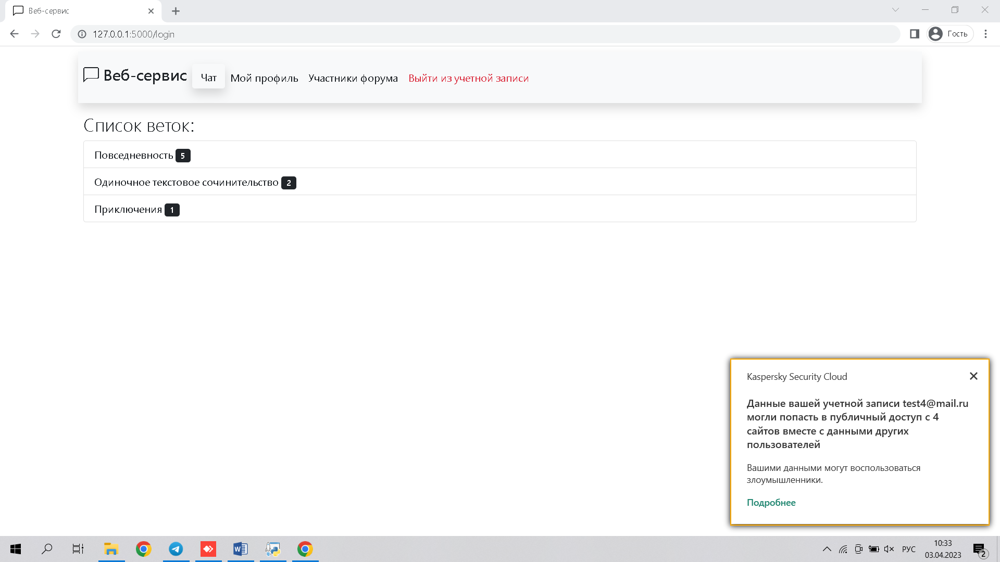 Веб-сервис
127.0.0.1:5000/login
Гость
Веб-сервис Чат Мой профиль Участники форума Выйти из учетной записи
Список веток:
Повседневность 5
Одиночное текстовое сочинительство 2
Приключения 1
Kaspersky Security Cloud
Данные вашей учетной записи test4@mail.ru
могли попасть в публичный доступ с 4
сайтов вместе с данными других
пользователей
Вашими данными могут воспользоваться
злоумышленники.
Подробнее
РУС
10:33
03.04.2023
2